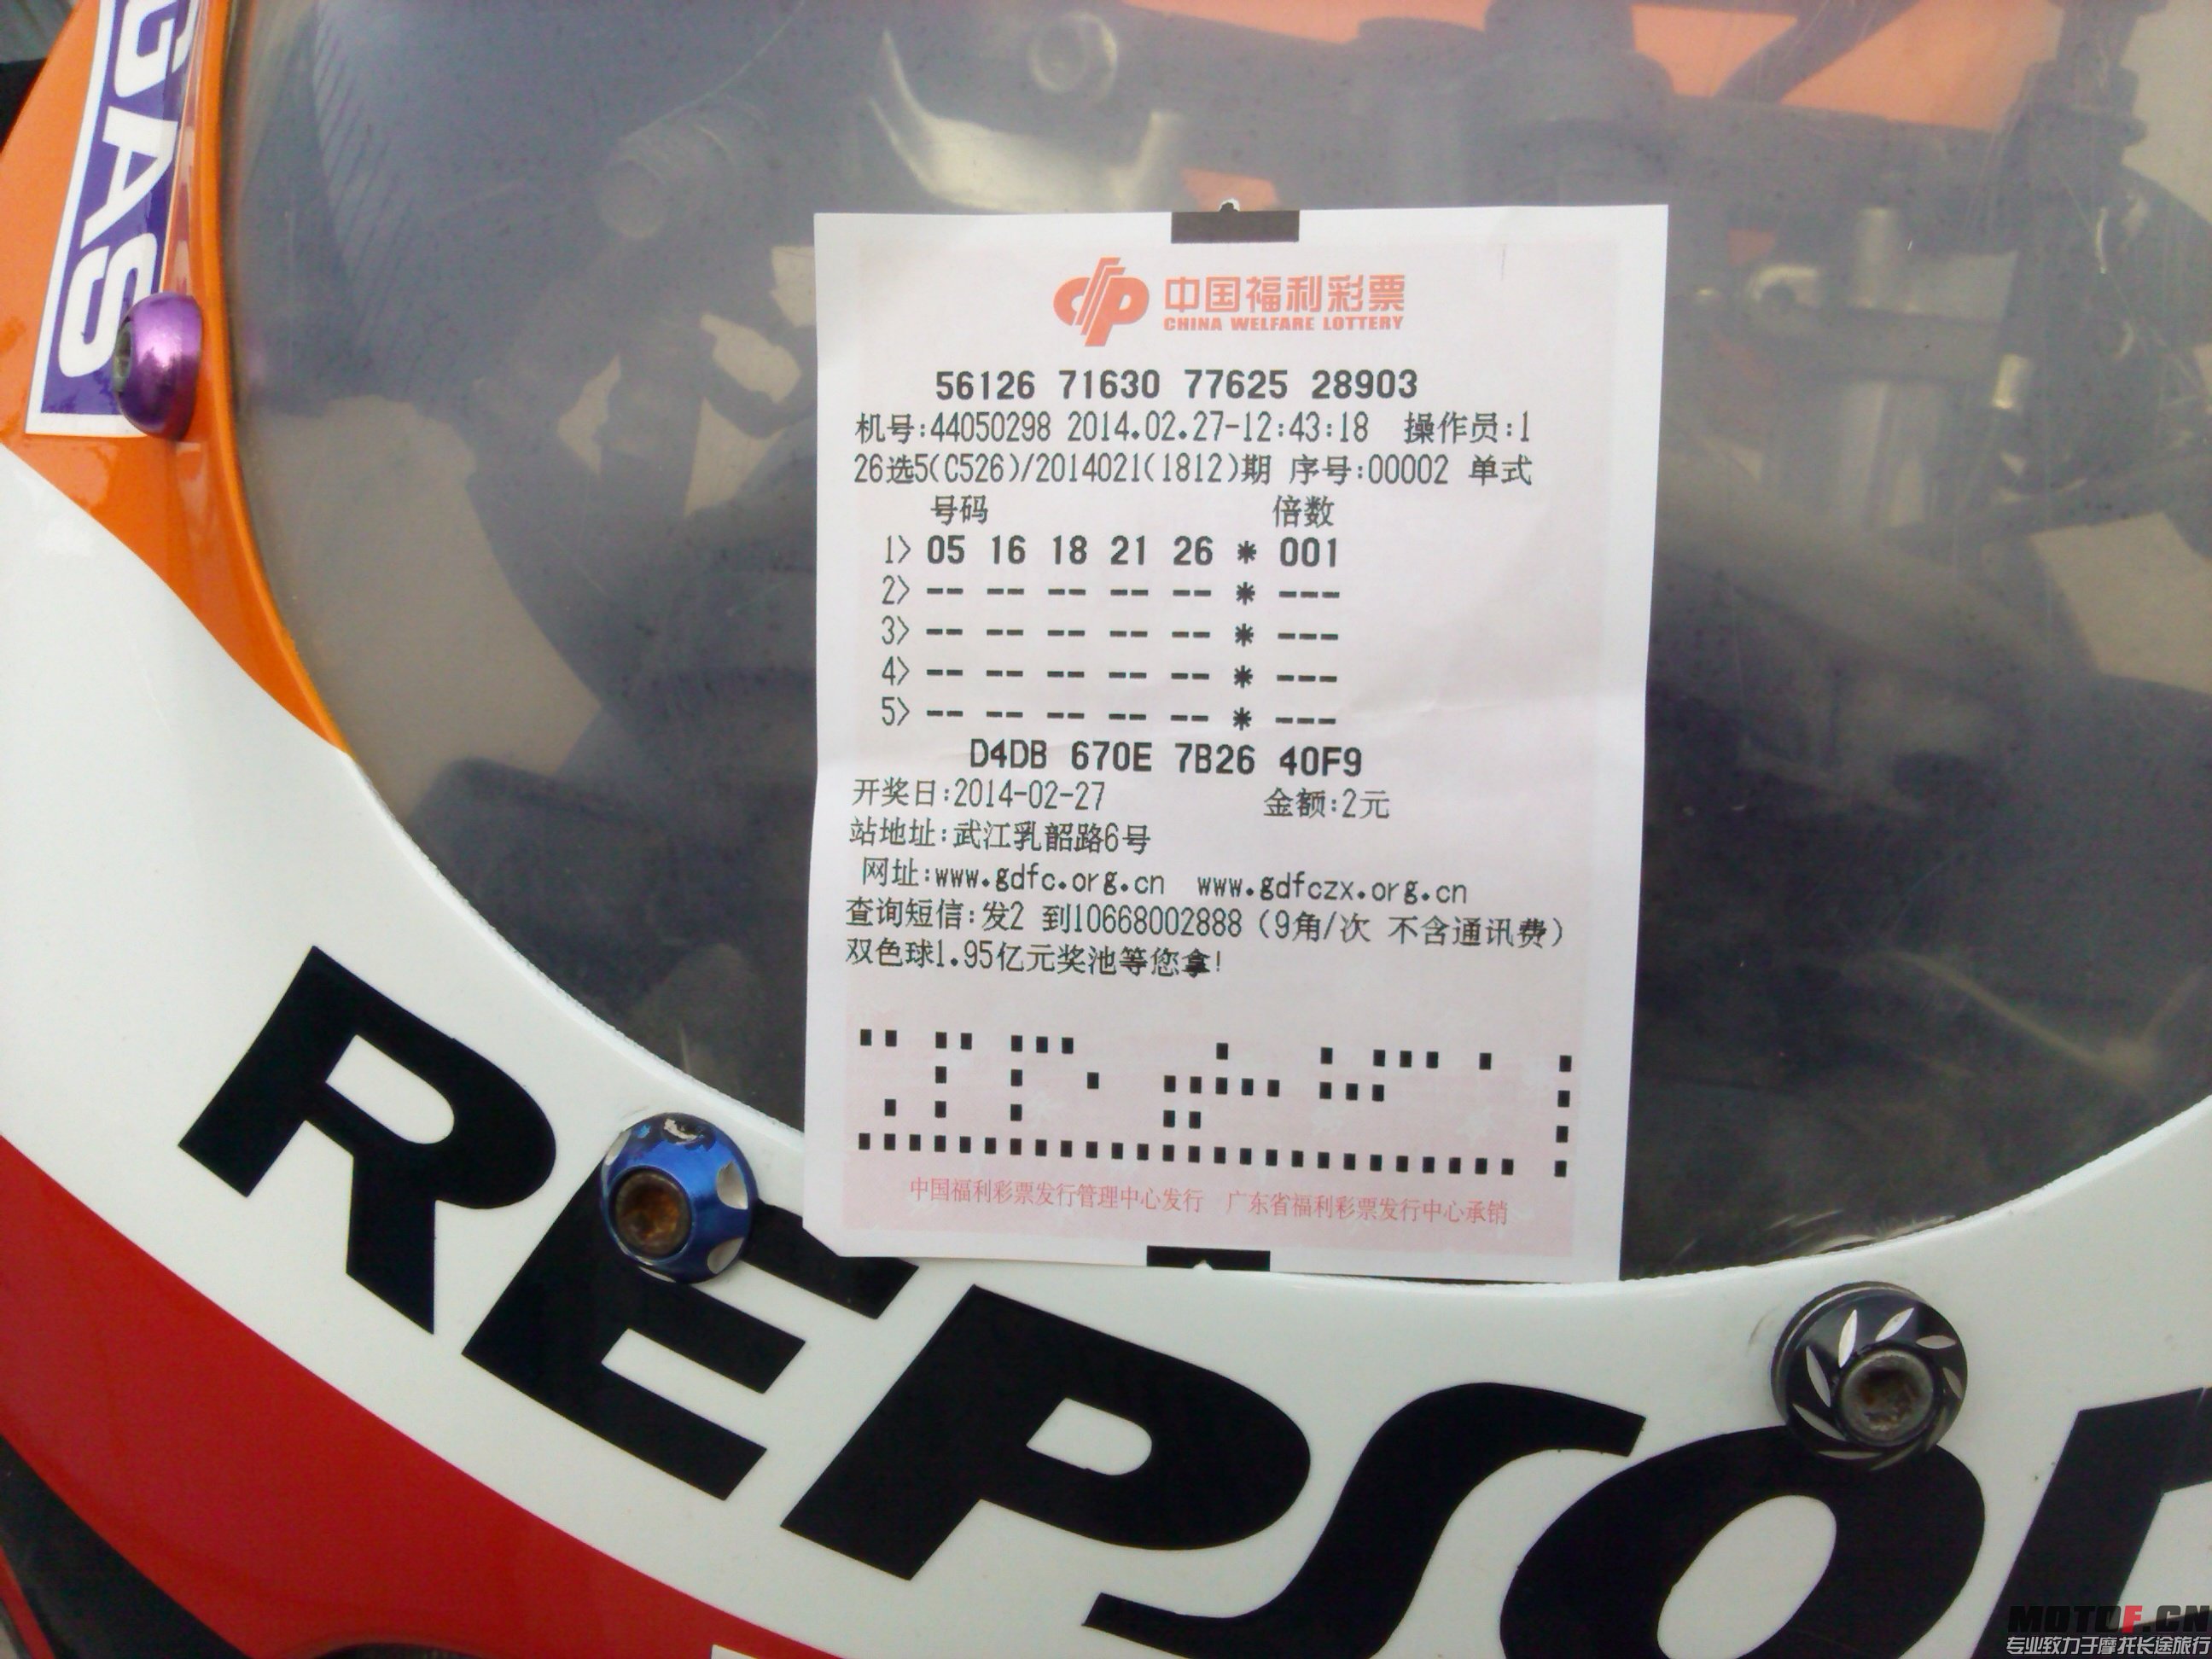 GAS
中国福利彩票
CHINA WELFARE LOTTERY
56126 71630 77625 28903
机号:44050298 2014.02.27-12:43:18 操作员:1
26选5(C526)/2014021(1812)期 序号:00002 单式
号码 倍数
1> 05 16 18 21 26 * 001
2> -- -- -- -- -- * ---
3> -- -- -- -- -- * ---
4> -- -- -- -- -- * ---
5> -- -- -- -- -- * ---
D4DB 670E 7B26 40F9
开奖日:2014-02-27 金额:2元
站地址:武江乳韶路6号
网址:www.gdfc.org.cn www.gdfczx.org.cn
查询短信:发2 到10668002888（9角/次 不含通讯费）
双色球1.95亿元奖池等您拿!
中国福利彩票发行管理中心发行 广东省福利彩票发行中心承销
REPSO
MOTOF.CN
专业致力于摩托长途旅行